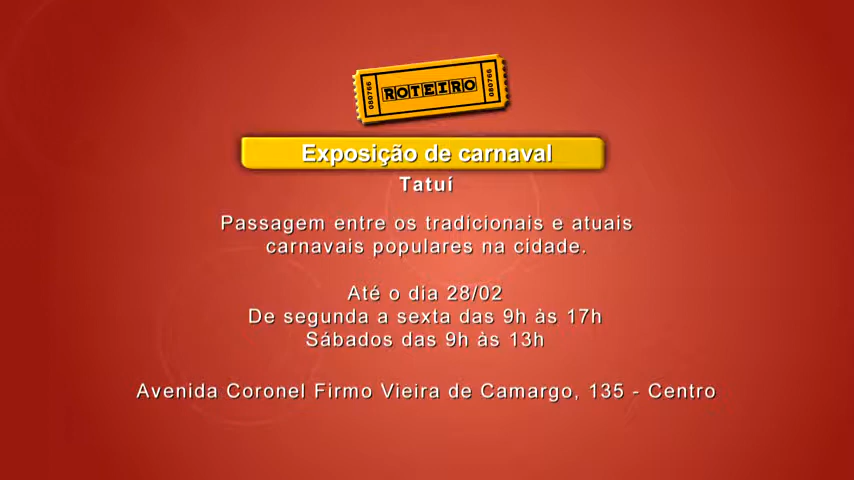 080766 ROTEIRO 080766
Exposição de carnaval
Tatuí
Passagem entre os tradicionais e atuais
carnavais populares na cidade.
Até o dia 28/02
De segunda a sexta das 9h às 17h
Sábados das 9h às 13h
Avenida Coronel Firmo Vieira de Camargo, 135 - Centro